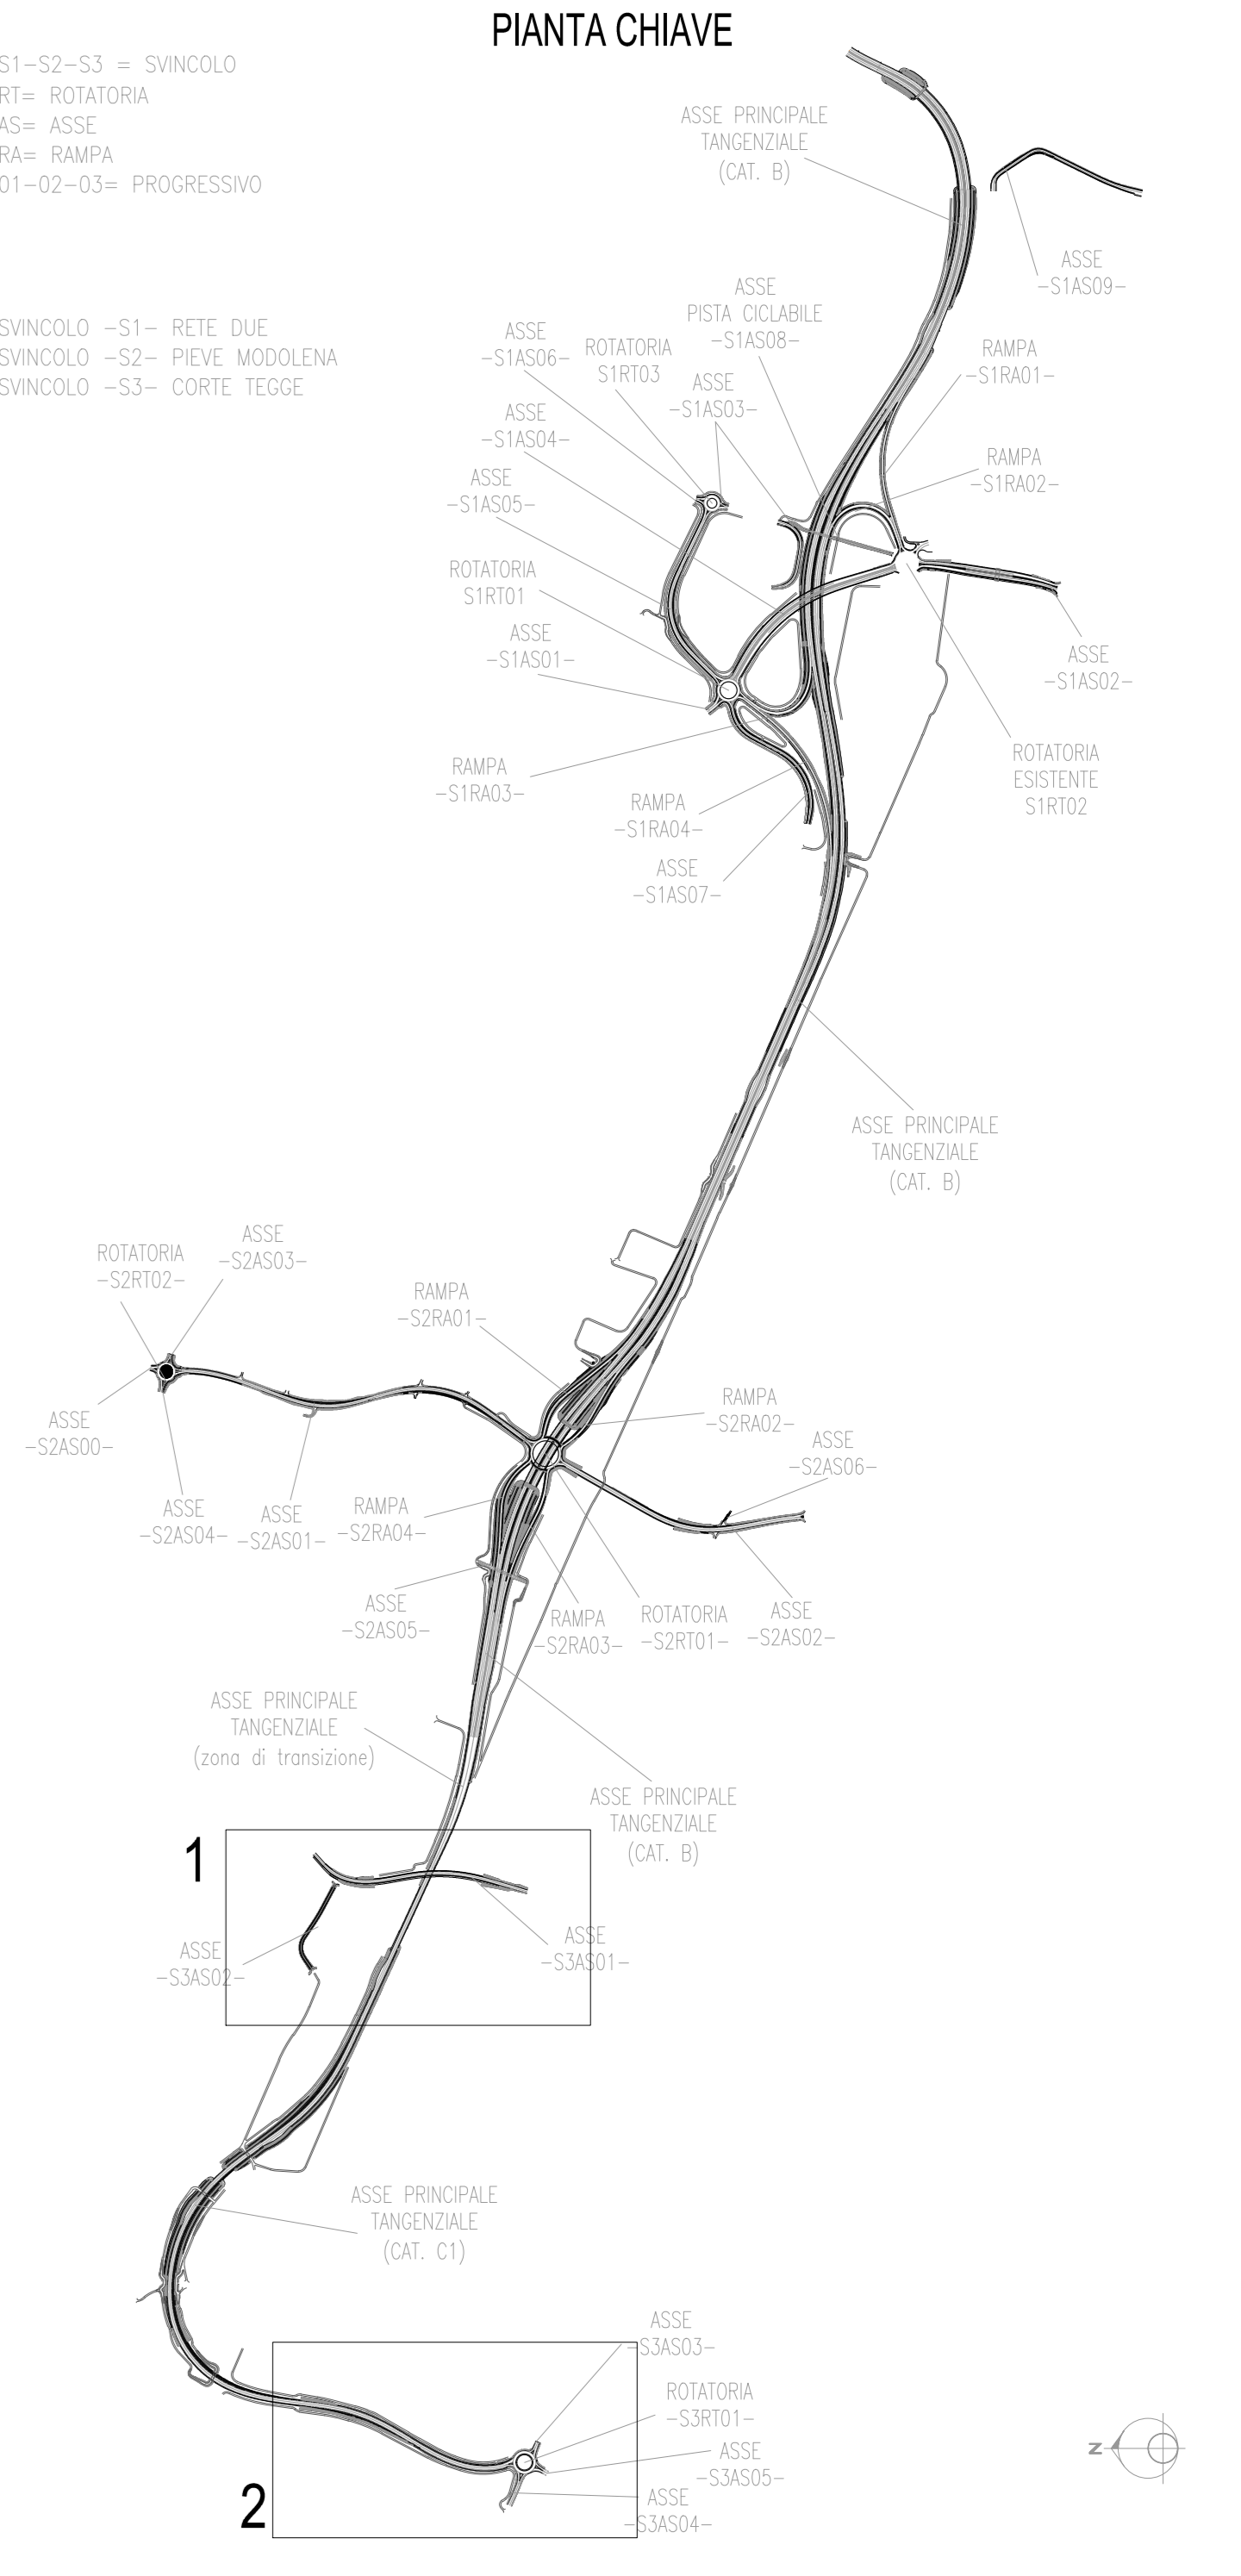 PIANTA CHIAVE
S1-S2-S3 = SVINCOLO
RT= ROTATORIA
AS= ASSE
RA= RAMPA
01-02-03= PROGRESSIVO
SVINCOLO -S1- RETE DUE
SVINCOLO -S2- PIEVE MODOLENA
SVINCOLO -S3- CORTE TEGGE
ASSE PRINCIPALE
TANGENZIALE
(CAT. B)
ASSE
-S1AS09-
ASSE
PISTA CICLABILE
-S1AS08-
ASSE
-S1AS06-
ROTATORIA
S1RT03
ASSE
-S1AS03-
RAMPA
-S1RA01-
ASSE
-S1AS04-
RAMPA
-S1RA02-
ASSE
-S1AS05-
ROTATORIA
S1RT01
ASSE
-S1AS01-
ASSE
-S1AS02-
ROTATORIA
ESISTENTE
S1RT02
RAMPA
-S1RA03-
RAMPA
-S1RA04-
ASSE
-S1AS07-
ASSE PRINCIPALE
TANGENZIALE
(CAT. B)
ROTATORIA
-S2RT02-
ASSE
-S2AS03-
RAMPA
-S2RA01-
RAMPA
-S2RA02-
ASSE
-S2AS00-
ASSE
-S2AS06-
ASSE
-S2AS04-
ASSE
-S2AS01-
RAMPA
-S2RA04-
ASSE
-S2AS05-
RAMPA
-S2RA03-
ROTATORIA
-S2RT01-
ASSE
-S2AS02-
ASSE PRINCIPALE
TANGENZIALE
(zona di transizione)
ASSE PRINCIPALE
TANGENZIALE
(CAT. B)
1
ASSE
-S3AS02-
ASSE
-S3AS01-
ASSE PRINCIPALE
TANGENZIALE
(CAT. C1)
ASSE
-S3AS03-
ROTATORIA
-S3RT01-
ASSE
-S3AS05-
ASSE
-S3AS04-
2
N